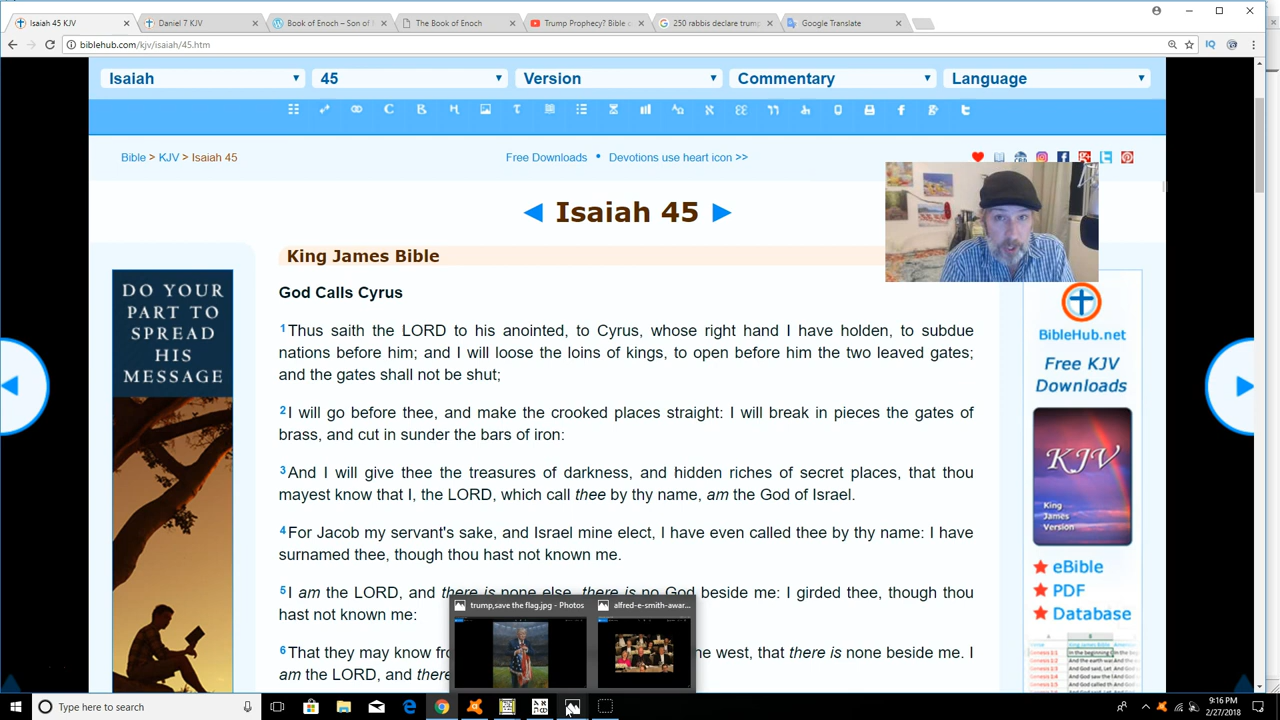 Isaiah 45 KJV
Daniel 7 KJV
Book of Enoch – Son of
The Book of Enoch
Trump Prophecy? Bible c
250 rabbis declare trump
Google Translate
biblehub.com/kjv/isaiah/45.htm
Isaiah
45
Version
Commentary
Language
Bible > KJV > Isaiah 45
Free Downloads • Devotions use heart icon >>
Isaiah 45
King James Bible
God Calls Cyrus
1Thus saith the LORD to his anointed, to Cyrus, whose right hand I have holden, to subdue
nations before him; and I will loose the loins of kings, to open before him the two leaved gates;
and the gates shall not be shut;
2I will go before thee, and make the crooked places straight: I will break in pieces the gates of
brass, and cut in sunder the bars of iron:
3And I will give thee the treasures of darkness, and hidden riches of secret places, that thou
mayest know that I, the LORD, which call thee by thy name, am the God of Israel.
4For Jacob my servant's sake, and Israel mine elect, I have even called thee by thy name: I have
surnamed thee, though thou hast not known me.
5I am the LORD, and there is none else, there is no God beside me: I girded thee, though thou
hast not known me:
6That they may know fro
he west, that there is none beside me. I
am the LORD, and there
DO YOUR
PART TO
SPREAD
HIS
MESSAGE
BibleHub.net
Free KJV
Downloads
KJV
King
James
Version
eBible
PDF
Database
trump,save the flag.jpg - Photos
alfred-e-smith-awar...
Type here to search
9:16 PM
2/27/2018